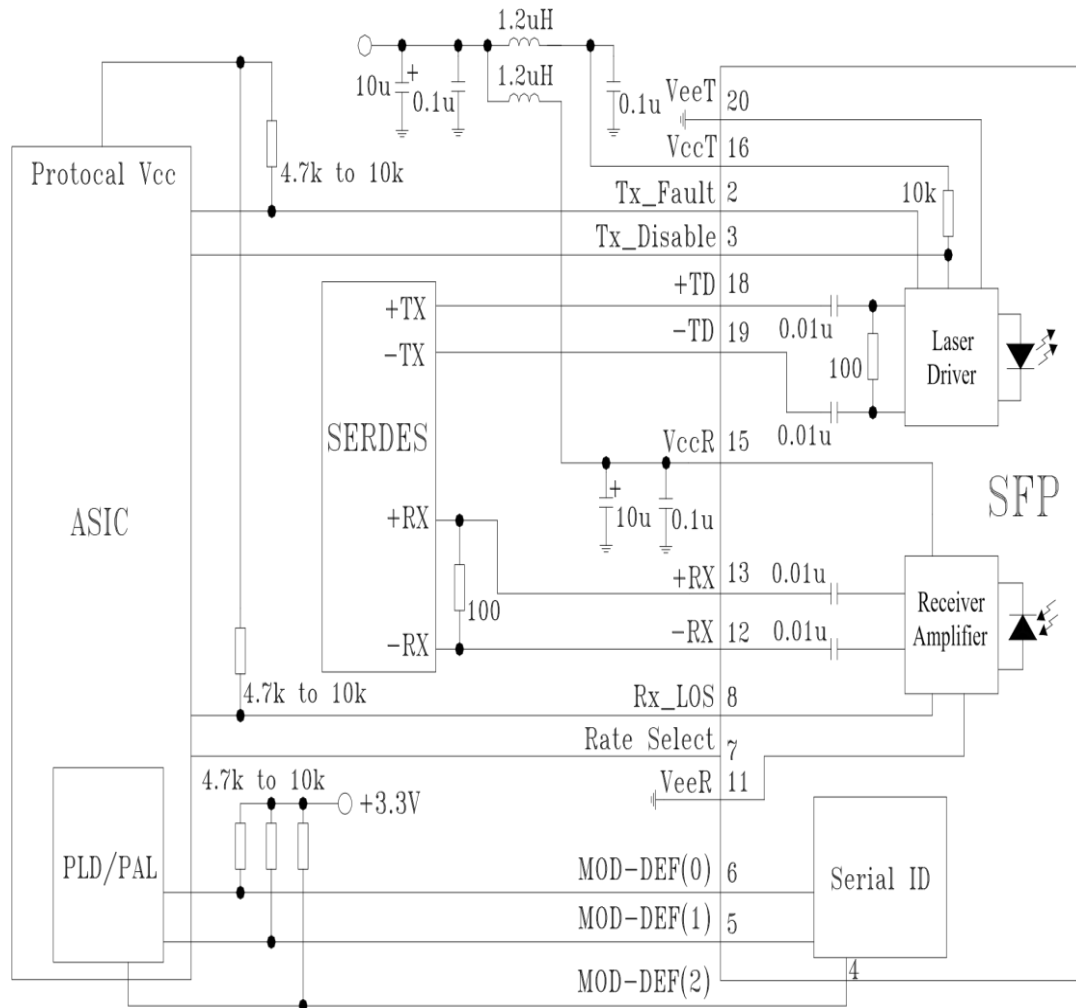 1.2uH
10u
+
0.1u
1.2uH
0.1u
VeeT 20
VccT 16
Protocal Vcc
4.7k to 10k
Tx_Fault 2
10k
Tx_Disable 3
+TD 18
+TX
0.01u
-TD 19
-TX
100
Laser
Driver
0.01u
SERDES
VccR 15
SFP
+
10u
0.1u
ASIC
+RX
+RX 13 0.01u
100
Receiver
Amplifier
-RX 12 0.01u
-RX
4.7k to 10k
Rx_LOS 8
Rate Select 7
4.7k to 10k
+3.3V
VeeR 11
PLD/PAL
MOD-DEF(0) 6
Serial ID
MOD-DEF(1) 5
MOD-DEF(2) 4